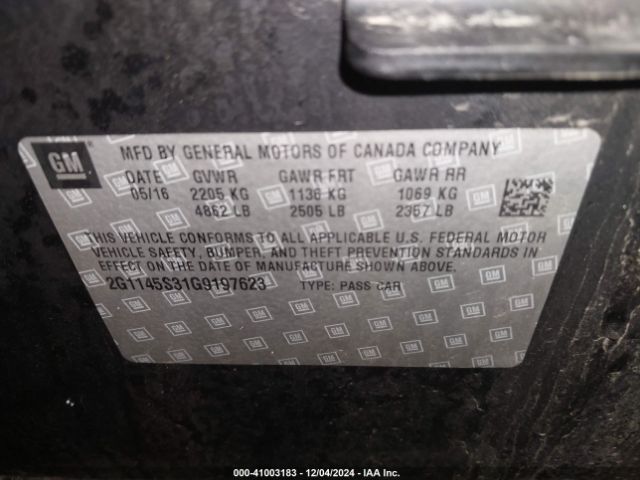 GM
MFD BY GENERAL MOTORS OF CANADA COMPANY
DATE GVWR GAWR FRT GAWR RR
05/16 2205 KG 1136 KG 1069 KG
4862 LB 2505 LB 2357 LB
THIS VEHICLE CONFORMS TO ALL APPLICABLE U.S. FEDERAL MOTOR
VEHICLE SAFETY, BUMPER, AND THEFT PREVENTION STANDARDS IN
EFFECT ON THE DATE OF MANUFACTURE SHOWN ABOVE.
2G1145S31G9197623 TYPE: PASS CAR
000-41003183 - 12/04/2024 - IAA Inc.